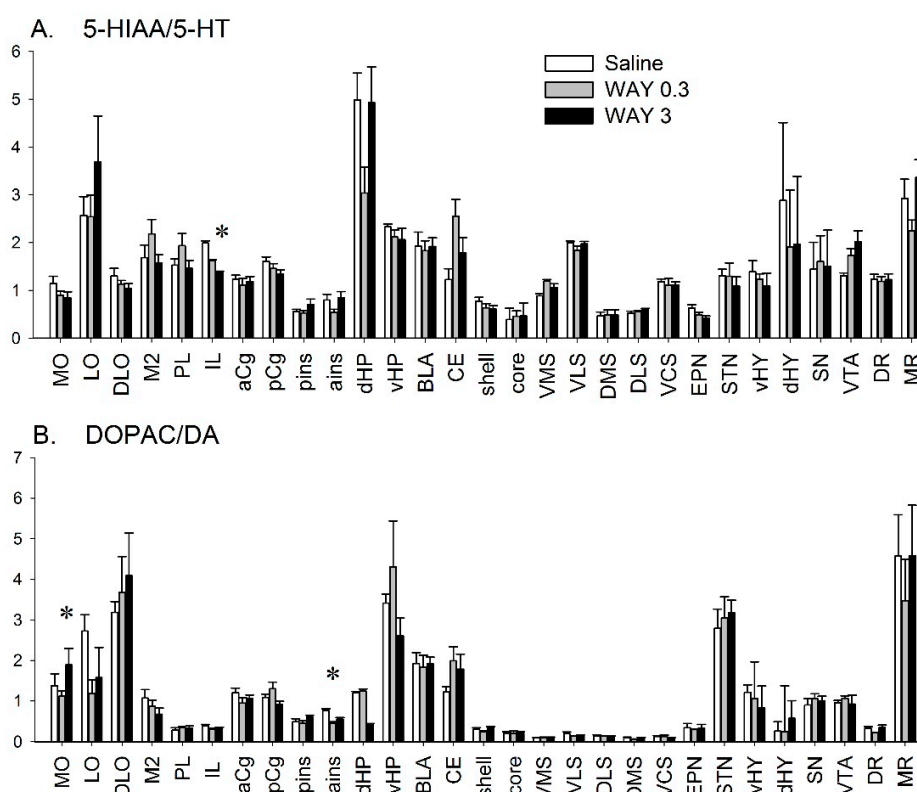 A. 5-HIAA/5-HT
6
5
4
3
2
1
0
Saline
WAY 0.3
WAY 3
*
MO LO DLO M2 PL IL aCg pCg pins ains dHP vHP BLA CE shell core VMS VLS DMS DLS VCS EPN STN vHY dHY SN VTA DR MR
B. DOPAC/DA
7
6
5
4
3
2
1
0
*
*
MO LO DLO M2 PL IL aCg pCg pins ains dHP vHP BLA CE shell core VMS VLS DLS DMS VCS EPN STN vHY dHY SN VTA DR MR